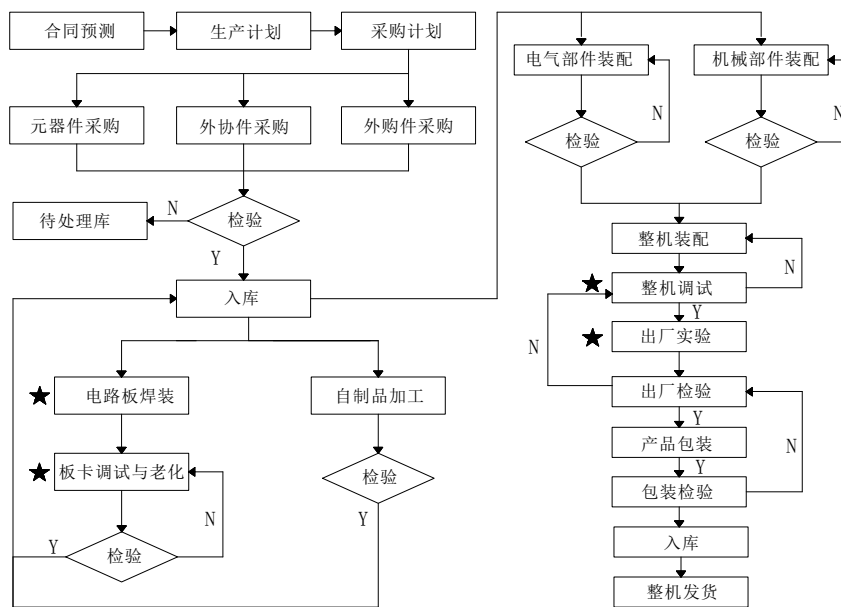 合同预测
生产计划
采购计划
元器件采购
外协件采购
外购件采购
待处理库
N
检验
Y
入库
★
电路板焊装
自制品加工
★
板卡调试与老化
检验
N
Y
检验
Y
电气部件装配
机械部件装配
N
N
检验
检验
整机装配
N
★
整机调试
Y
★
出厂实验
N
出厂检验
Y
产品包装
N
Y
包装检验
入库
整机发货